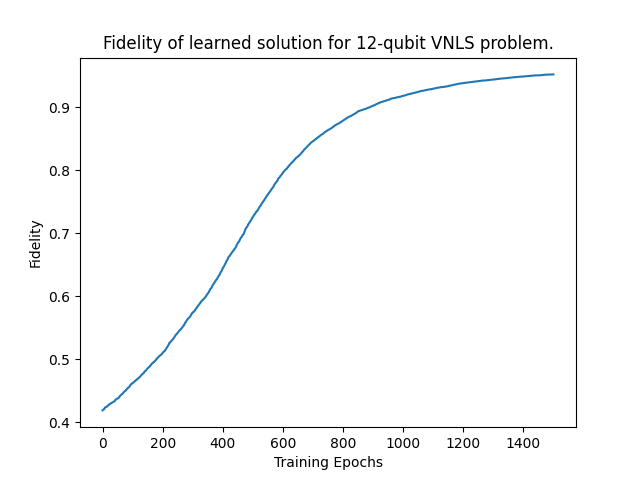 Fidelity of learned solution for 12-qubit VNLS problem.
0.9
0.8
0.7
0.6
0.5
0.4
Fidelity
0 200 400 600 800 1000 1200 1400
Training Epochs